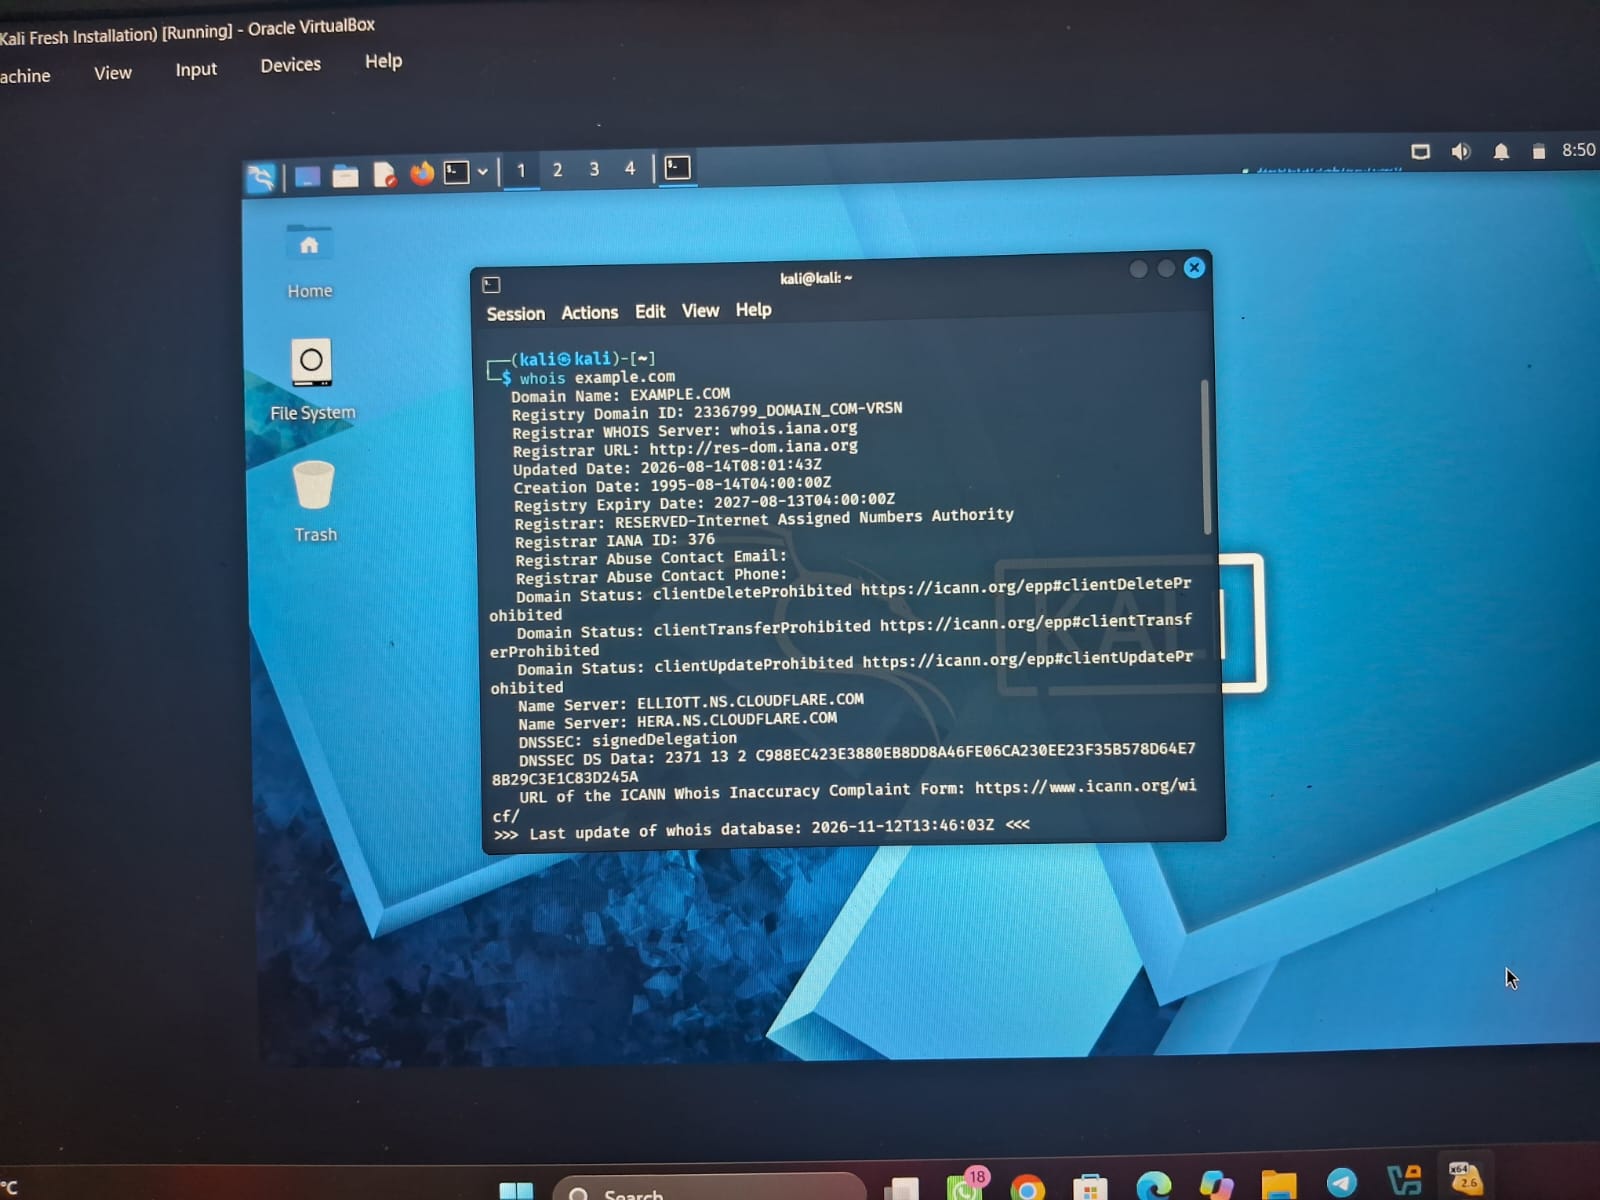 Kali Fresh Installation) [Running] - Oracle VirtualBox
achine View Input Devices Help
1 2 3 4
8:50
Home
File System
Trash
kali@kali: ~
Session Actions Edit View Help
┌──(kali㉿kali)-[~]
└─$ whois example.com
Domain Name: EXAMPLE.COM
Registry Domain ID: 2336799_DOMAIN_COM-VRSN
Registrar WHOIS Server: whois.iana.org
Registrar URL: http://res-dom.iana.org
Updated Date: 2026-08-14T08:01:43Z
Creation Date: 1995-08-14T04:00:00Z
Registry Expiry Date: 2027-08-13T04:00:00Z
Registrar: RESERVED-Internet Assigned Numbers Authority
Registrar IANA ID: 376
Registrar Abuse Contact Email:
Registrar Abuse Contact Phone:
Domain Status: clientDeleteProhibited https://icann.org/epp#clientDeletePr
ohibited
Domain Status: clientTransferProhibited https://icann.org/epp#clientTransf
erProhibited
Domain Status: clientUpdateProhibited https://icann.org/epp#clientUpdatePr
ohibited
Name Server: ELLIOTT.NS.CLOUDFLARE.COM
Name Server: HERA.NS.CLOUDFLARE.COM
DNSSEC: signedDelegation
DNSSEC DS Data: 2371 13 2 C988EC423E3880EB8DD8A46FE06CA230EE23F35B578D64E7
8B29C3E1C83D245A
URL of the ICANN Whois Inaccuracy Complaint Form: https://www.icann.org/wi
cf/
>>> Last update of whois database: 2026-11-12T13:46:03Z <<<
KALI
°C
Search
18
x64
2.6